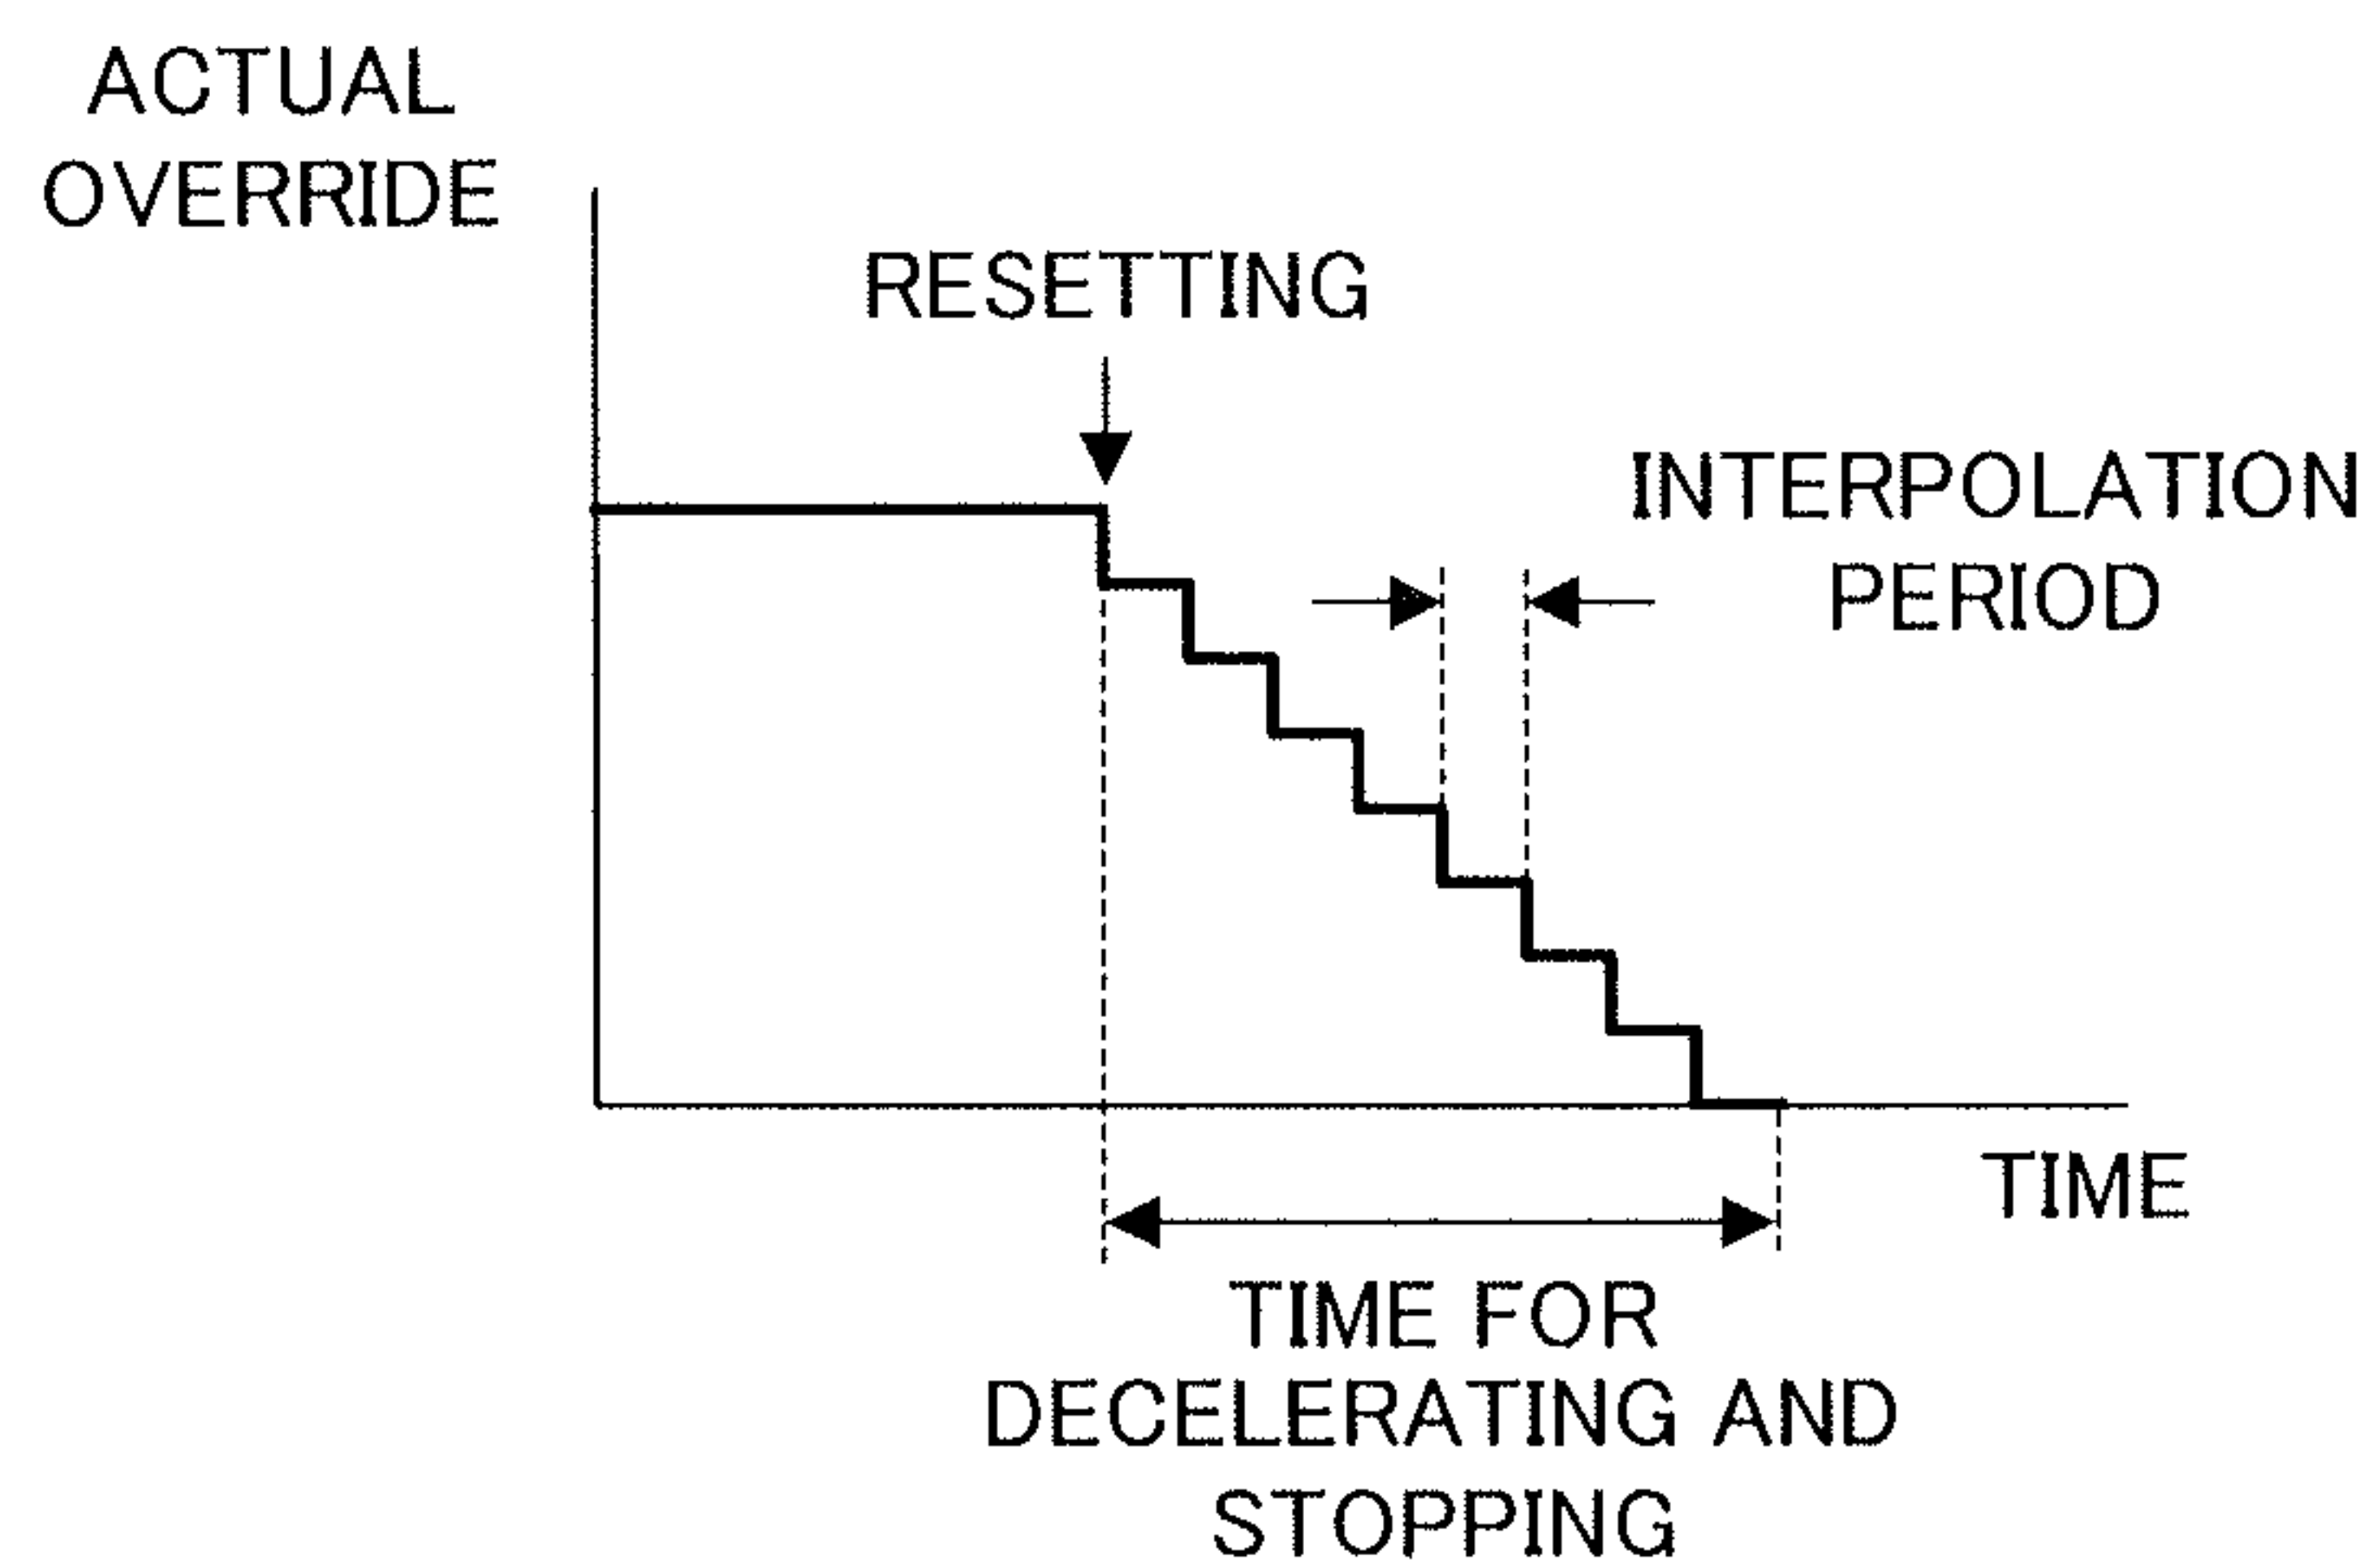 ACTUAL
OVERRIDE
RESETTING
INTERPOLATION
PERIOD
TIME
TIME FOR
DECELERATING AND
STOPPING